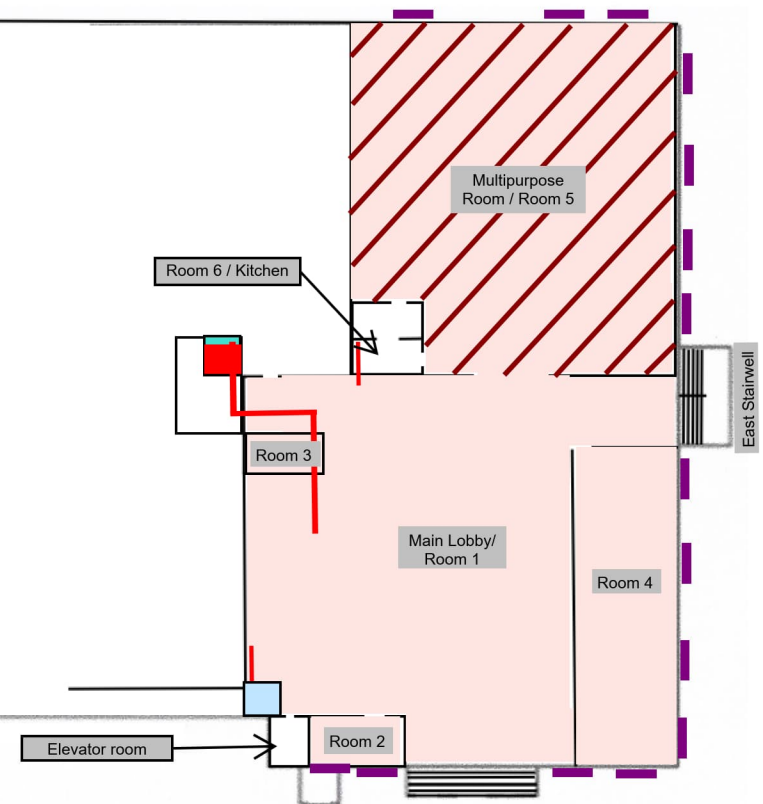 Multipurpose
Room / Room 5
Room 6 / Kitchen
East Stairwell
Room 3
Main Lobby/
Room 1
Room 4
Room 2
Elevator room